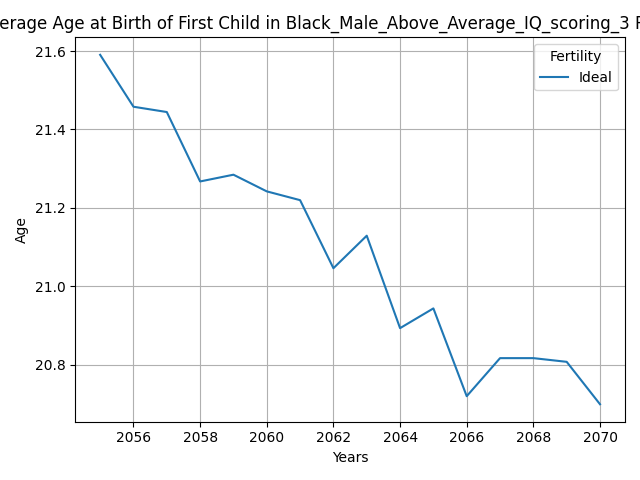 erage Age at Birth of First Child in Black_Male_Above_Average_IQ_scoring_3
21.6
21.4
21.2
21.0
20.8
Age
Fertility
Ideal
2056 2058 2060 2062 2064 2066 2068 2070
Years